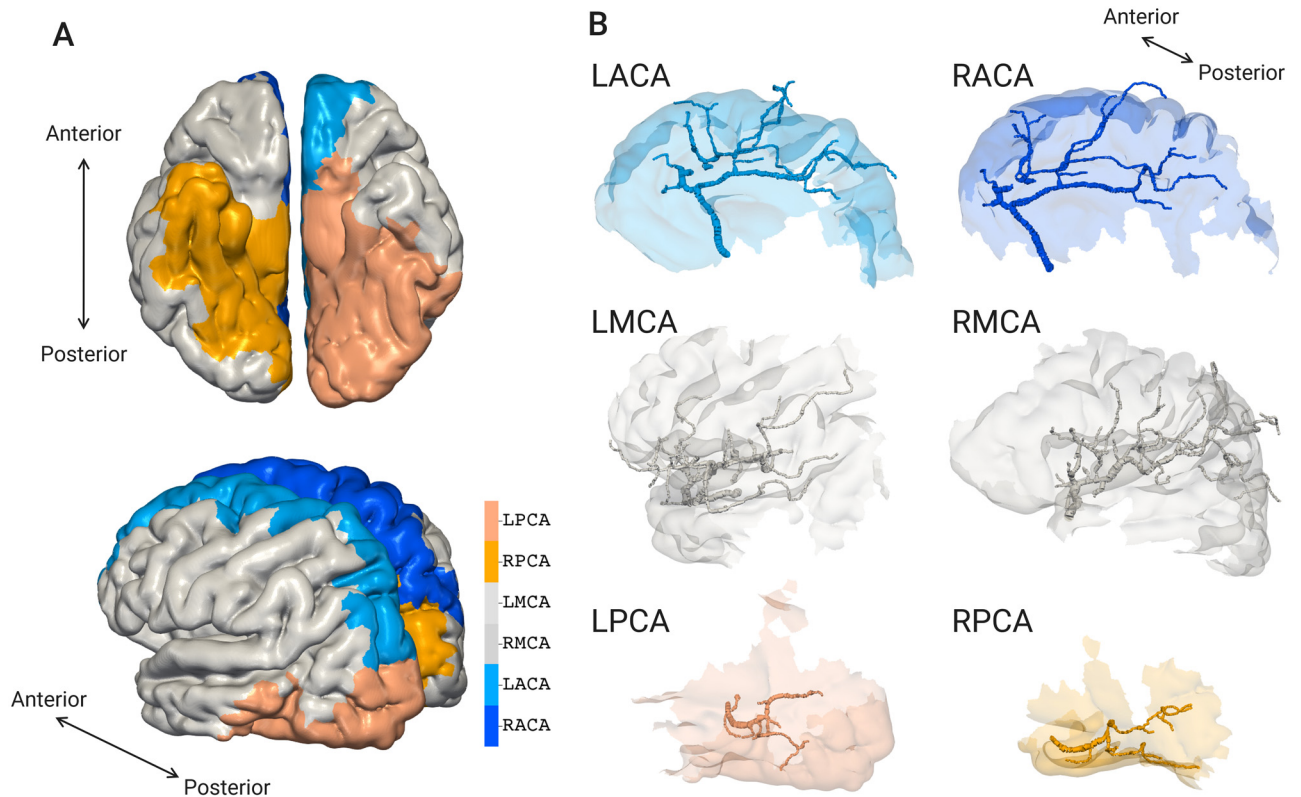 A
Anterior
Posterior
Anterior
Posterior
LPCA
RPCA
LMCA
RMCA
LACA
RACA
B
Anterior
Posterior
LACA
RACA
LMCA
RMCA
LPCA
RPCA